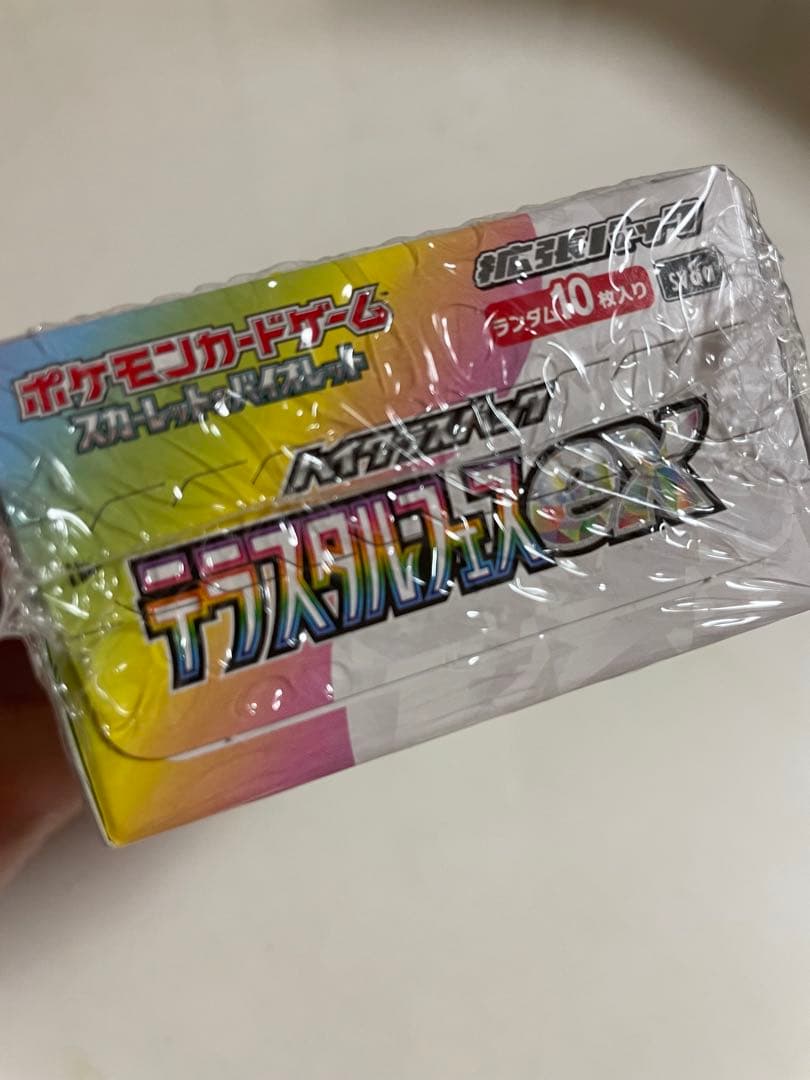 拡張パック
ポケモンカードゲーム
ランダム10枚入り
sv8a
スカーレット&バイオレット
ハイクラスパック
テラスタルフェスex